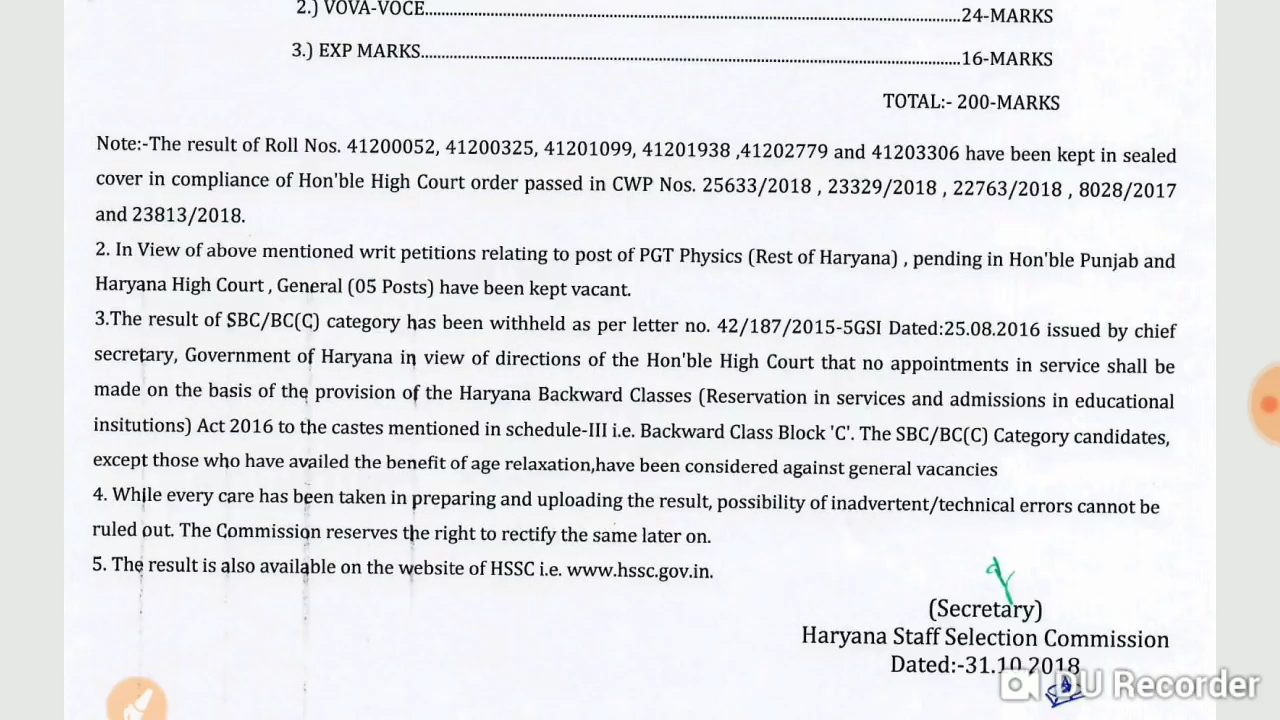 2.) VOVA-VOCE..........................................................................................................24-MARKS
3.) EXP MARKS..........................................................................................................16-MARKS
TOTAL:- 200-MARKS
Note:-The result of Roll Nos. 41200052, 41200325, 41201099, 41201938 ,41202779 and 41203306 have been kept in sealed
cover in compliance of Hon'ble High Court order passed in CWP Nos. 25633/2018 , 23329/2018 , 22763/2018 , 8028/2017
and 23813/2018.
2. In View of above mentioned writ petitions relating to post of PGT Physics (Rest of Haryana) , pending in Hon'ble Punjab and
Haryana High Court , General (05 Posts) have been kept vacant.
3.The result of SBC/BC(C) category has been withheld as per letter no. 42/187/2015-5GSI Dated:25.08.2016 issued by chief
secretary, Government of Haryana in view of directions of the Hon'ble High Court that no appointments in service shall be
made on the basis of the provision of the Haryana Backward Classes (Reservation in services and admissions in educational
insitutions) Act 2016 to the castes mentioned in schedule-III i.e. Backward Class Block 'C'. The SBC/BC(C) Category candidates,
except those who have availed the benefit of age relaxation,have been considered against general vacancies
4. While every care has been taken in preparing and uploading the result, possibility of inadvertent/technical errors cannot be
ruled out. The Commission reserves the right to rectify the same later on.
5. The result is also available on the website of HSSC i.e. www.hssc.gov.in.
(Secretary)
Haryana Staff Selection Commission
Dated:-31.10.2018
DU Recorder